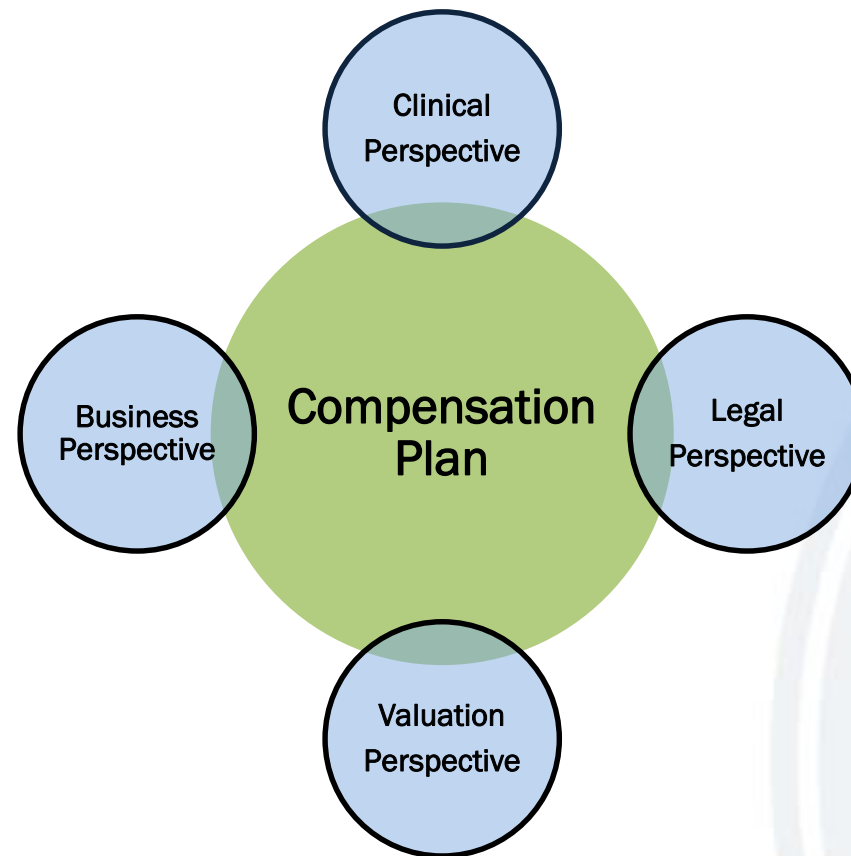 Clinical
Perspective
Business
Perspective
Compensation
Plan
Legal
Perspective
Valuation
Perspective